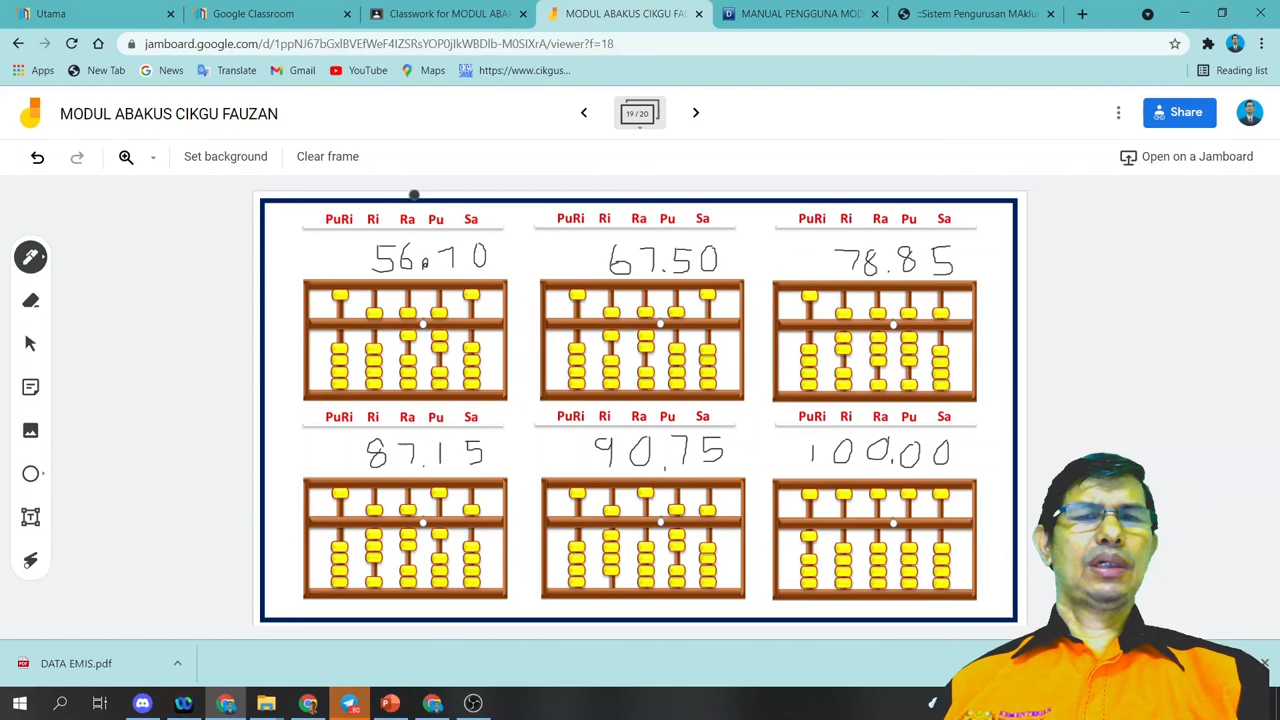 Utama
Google Classroom
Classwork for MODUL ABAK
MODUL ABAKUS CIKGU FAUZA
MANUAL PENGGUNA MOD
::Sistem Pengurusan MAklu
jamboard.google.com/d/1ppNJ67bGxlBVEfWeF4IZSRsYOP0jIkWBDlb-M0SIXrA/viewer?f=18
Apps
New Tab
News
Translate
Gmail
YouTube
Maps
https://www.cikgus...
Reading list
MODUL ABAKUS CIKGU FAUZAN
19 / 20
Share
Set background
Clear frame
Open on a Jamboard
PuRi Ri Ra Pu Sa
PuRi Ri Ra Pu Sa
PuRi Ri Ra Pu Sa
56.70
67.50
78.85
PuRi Ri Ra Pu Sa
PuRi Ri Ra Pu Sa
PuRi Ri Ra Pu Sa
87.15
90.75
100.00
DATA EMIS.pdf
KEMENTERIAN